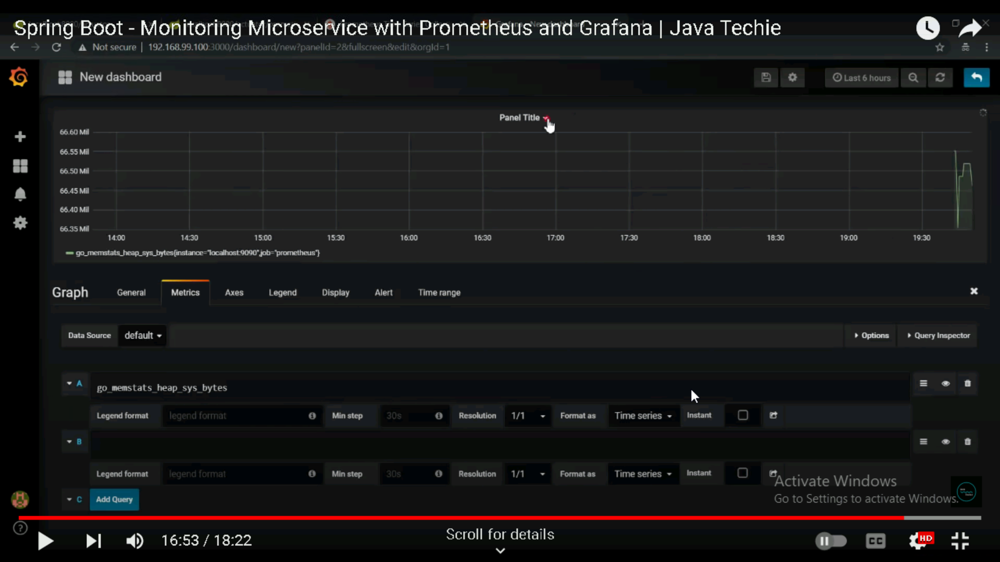 Spring Boot - Monitoring Microservice with Prometheus and Grafana | Java Techie
Not secure | 192.168.99.100:3000/dashboard/new?panelId=2&fullscreen&edit&orgId=1
New dashboard
Last 6 hours
Panel Title
66.60 Mil
66.55 Mil
66.50 Mil
66.45 Mil
66.40 Mil
66.35 Mil
14:00 14:30 15:00 15:30 16:00 16:30 17:00 17:30 18:00 18:30 19:00 19:30
go_memstats_heap_sys_bytes{instance="localhost:9090",job="prometheus"}
Graph General Metrics Axes Legend Display Alert Time range
Data Source default Options Query Inspector
A go_memstats_heap_sys_bytes
Legend format legend format Min step 30s Resolution 1/1 Format as Time series Instant
B
Legend format legend format Min step 30s Resolution 1/1 Format as Time series Instant
Activate Windows
Go to Settings to activate Windows.
C Add Query
16:53 / 18:22
Scroll for details
CC
HD